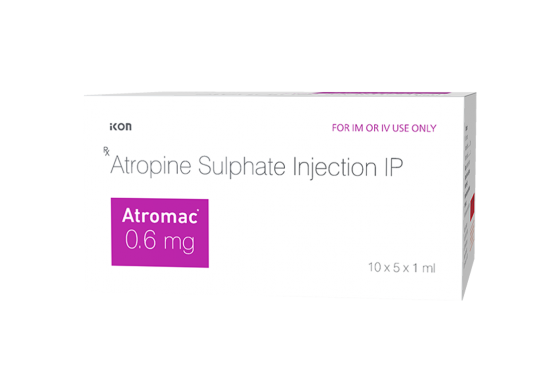 ICON
FOR IM OR IV USE ONLY
Rx Atropine Sulphate Injection IP
Atromac
0.6 mg
10 x 5 x 1 ml